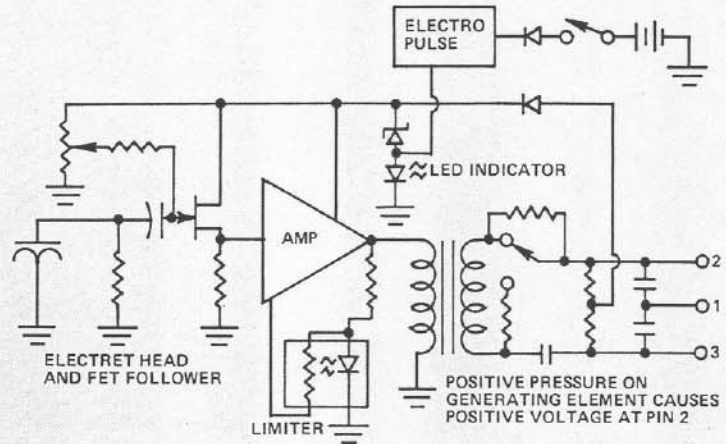 ELECTRO
PULSE
LED INDICATOR
AMP
2
1
3
ELECTRET HEAD
AND FET FOLLOWER
LIMITER
POSITIVE PRESSURE ON
GENERATING ELEMENT CAUSES
POSITIVE VOLTAGE AT PIN 2